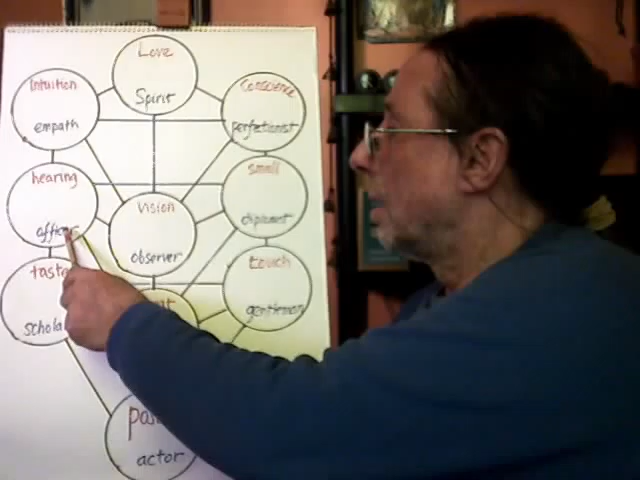 Love
Spirit
Intuition
empath
Conscience
perfectionist
hearing
smell
diplomat
Vision
observer
taste
touch
gentleman
actor